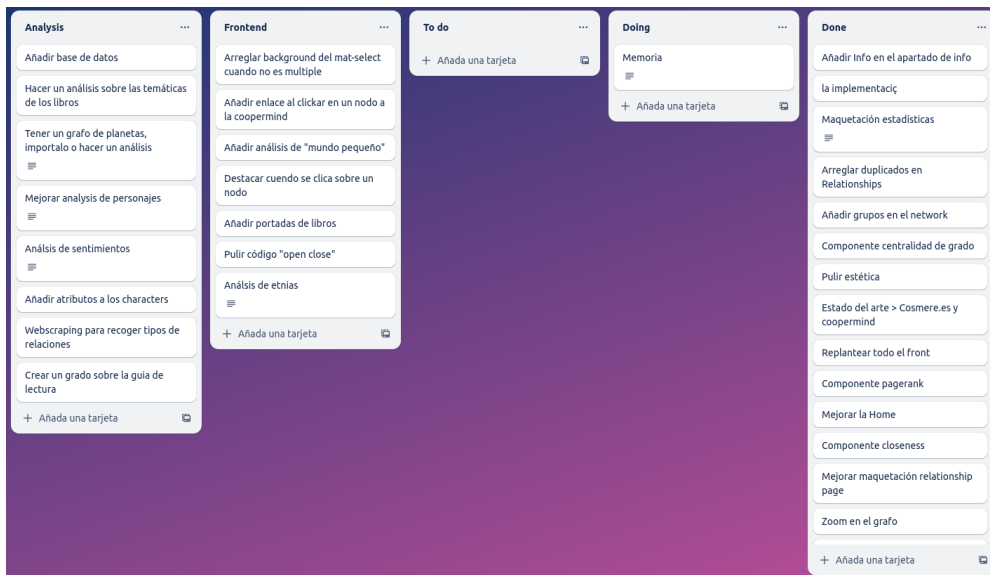 Analysis
Añadir base de datos
Hacer un análisis sobre las temáticas
de los libros
Tener un grafo de planetas,
importalo o hacer un análisis
Mejorar analysis de personajes
Análsis de sentimientos
Añadir atributos a los characters
Webscraping para recoger tipos de
relaciones
Crear un grado sobre la guia de
lectura
+ Añada una tarjeta
Frontend
Arreglar background del mat-select
cuando no es multiple
Añadir enlace al clickar en un nodo a
la coopermind
Añadir análisis de "mundo pequeño"
Destacar cuendo se clica sobre un
nodo
Añadir portadas de libros
Pulir código "open close"
Análsis de etnias
+ Añada una tarjeta
To do
+ Añada una tarjeta
Doing
Memoria
+ Añada una tarjeta
Done
Añadir Info en el apartado de info
la implementaciç
Maquetación estadísticas
Arreglar duplicados en
Relationships
Añadir grupos en el network
Componente centralidad de grado
Pulir estética
Estado del arte > Cosmere.es y
coopermind
Replantear todo el front
Componente pagerank
Mejorar la Home
Componente closeness
Mejorar maquetación relationship
page
Zoom en el grafo
+ Añada una tarjeta